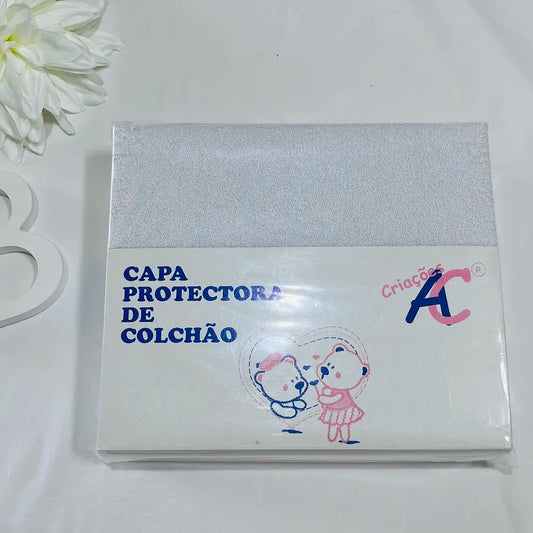 CAPA
PROTECTORA
DE
COLCHÃO
Criações
AC®